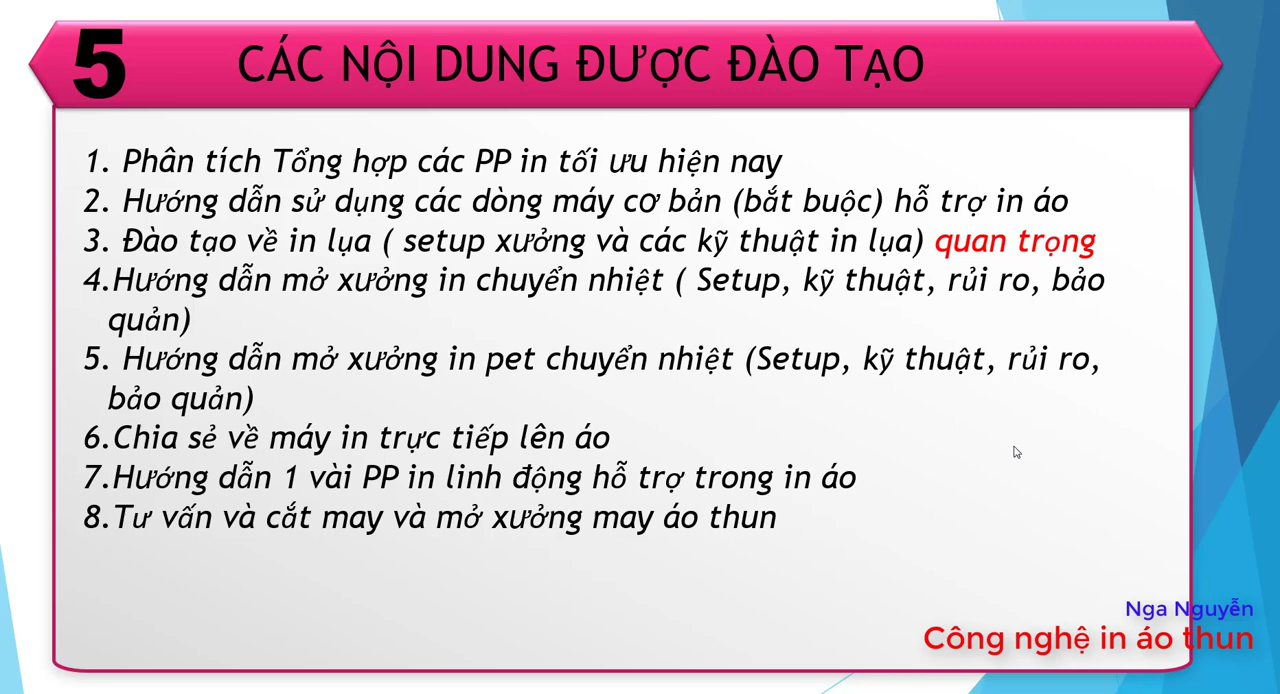 5 CÁC NỘI DUNG ĐƯỢC ĐÀO TẠO
1. Phân tích Tổng hợp các PP in tối ưu hiện nay
2. Hướng dẫn sử dụng các dòng máy cơ bản (bắt buộc) hỗ trợ in áo
3. Đào tạo về in lụa ( setup xưởng và các kỹ thuật in lụa) quan trọng
4.Hướng dẫn mở xưởng in chuyển nhiệt ( Setup, kỹ thuật, rủi ro, bảo
quản)
5. Hướng dẫn mở xưởng in pet chuyển nhiệt (Setup, kỹ thuật, rủi ro,
bảo quản)
6.Chia sẻ về máy in trực tiếp lên áo
7.Hướng dẫn 1 vài PP in linh động hỗ trợ trong in áo
8.Tư vấn và cắt may và mở xưởng may áo thun
Nga Nguyễn
Công nghệ in áo thun